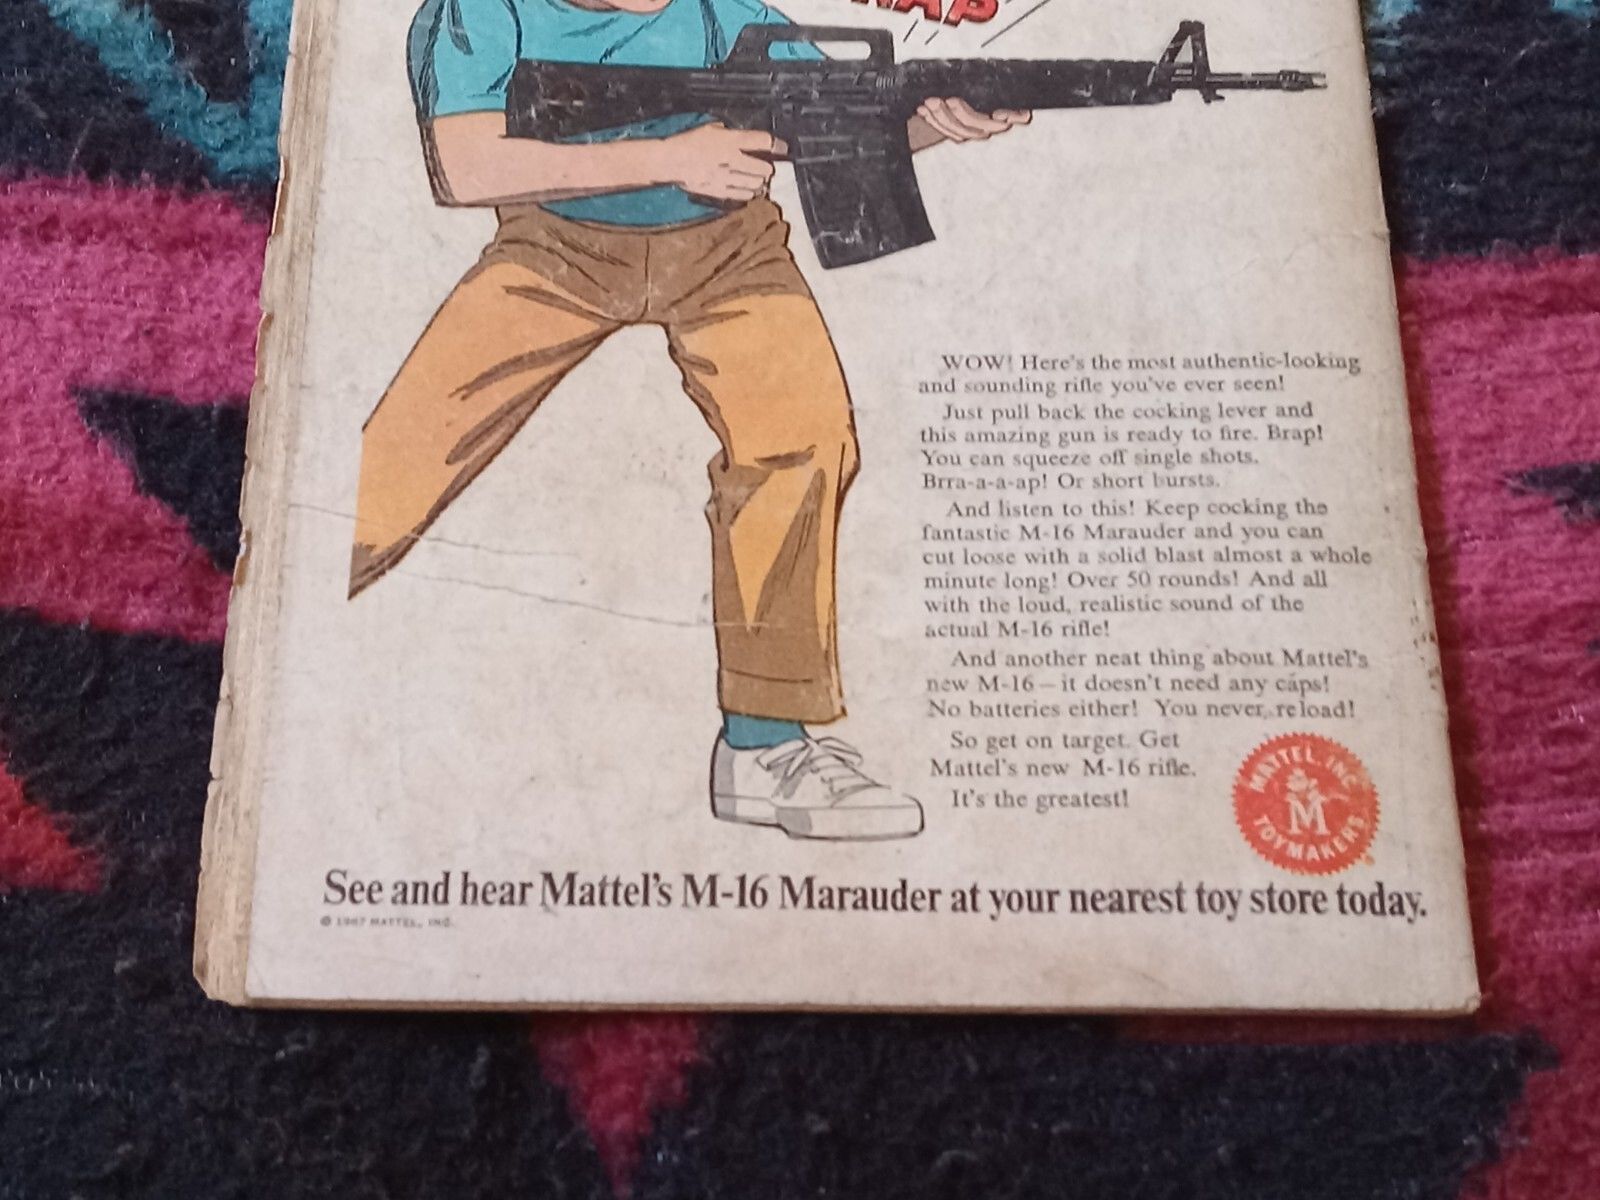 WOW! Here's the most authentic-looking
and sounding rifle you've ever seen!
Just pull back the cocking lever and
this amazing gun is ready to fire. Brap!
You can squeeze off single shots.
Brra-a-a-ap! Or short bursts.
And listen to this! Keep cocking the
fantastic M-16 Marauder and you can
cut loose with a solid blast almost a whole
minute long! Over 50 rounds! And all
with the loud, realistic sound of the
actual M-16 rifle!
And another neat thing about Mattel's
new M-16 — it doesn't need any caps!
No batteries either! You never reload!
So get on target. Get
Mattel's new M-16 rifle.
It's the greatest!
MATTEL, INC.
M
TOYMAKERS
See and hear Mattel's M-16 Marauder at your nearest toy store today.
© 1967 MATTEL, INC.